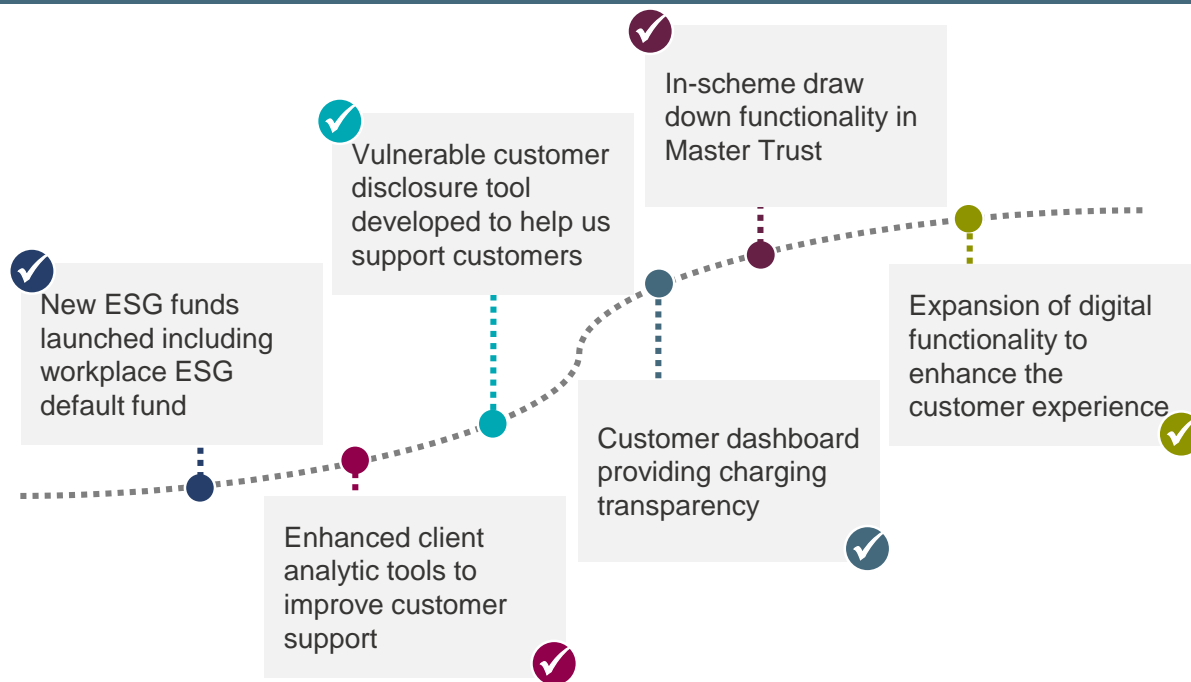 New ESG funds
launched including
workplace ESG
default fund
Enhanced client
analytic tools to
improve customer
support
Vulnerable customer
disclosure tool
developed to help us
support customers
Customer dashboard
providing charging
transparency
In-scheme draw
down functionality in
Master Trust
Expansion of digital
functionality to
enhance the
customer experience